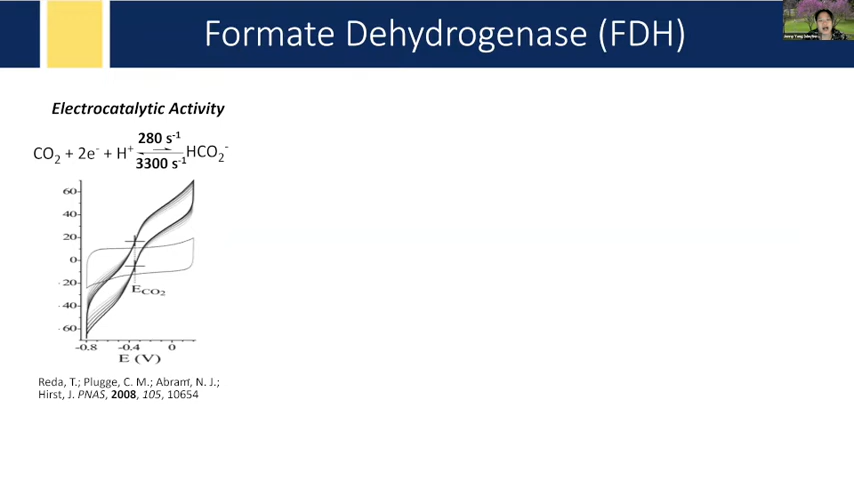 Formate Dehydrogenase (FDH)
Electrocatalytic Activity
280 s⁻¹
CO₂ + 2e⁻ + H⁺ ⇌ HCO₂⁻
3300 s⁻¹
60
40
20
0
20
40
60
E_CO₂
-0.8 -0.4 0
E (V)
Reda, T.; Plugge, C. M.; Abram, N. J.;
Hirst, J. PNAS, 2008, 105, 10654